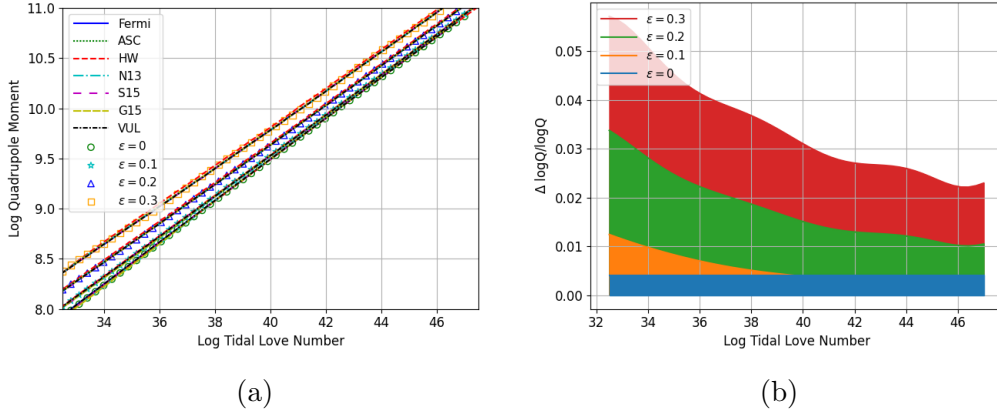 11.0
10.5
10.0
9.5
9.0
8.5
8.0
Log Quadrupole Moment
Fermi
ASC
HW
N13
S15
G15
VUL
ε = 0
ε = 0.1
ε = 0.2
ε = 0.3
34 36 38 40 42 44 46
Log Tidal Love Number
(a)
0.05
0.04
0.03
0.02
0.01
0.00
Δ logQ/logQ
ε = 0.3
ε = 0.2
ε = 0.1
ε = 0
32 34 36 38 40 42 44 46
Log Tidal Love Number
(b)